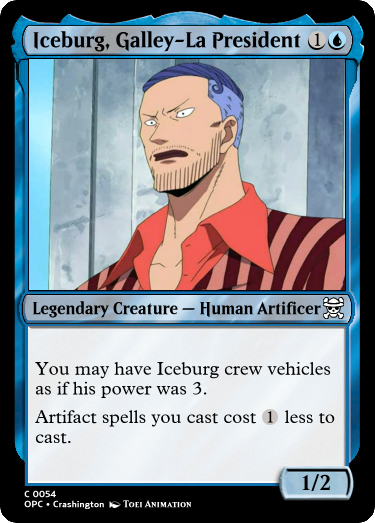 Iceburg, Galley-La President 1
Legendary Creature — Human Artificer
You may have Iceburg crew vehicles
as if his power was 3.
Artifact spells you cast cost 1 less to
cast.
1/2
C 0054
OPC • Crashington TOEI ANIMATION